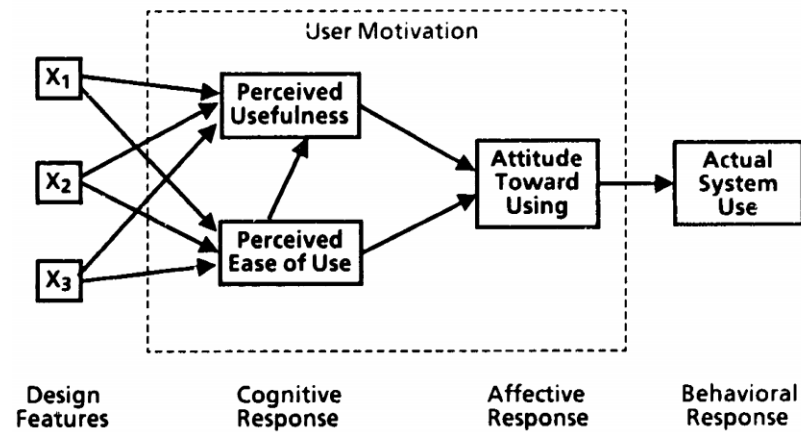 User Motivation
X1
Perceived
Usefulness
X2
Attitude
Toward
Using
Actual
System
Use
Perceived
Ease of Use
X3
Design
Features
Cognitive
Response
Affective
Response
Behavioral
Response